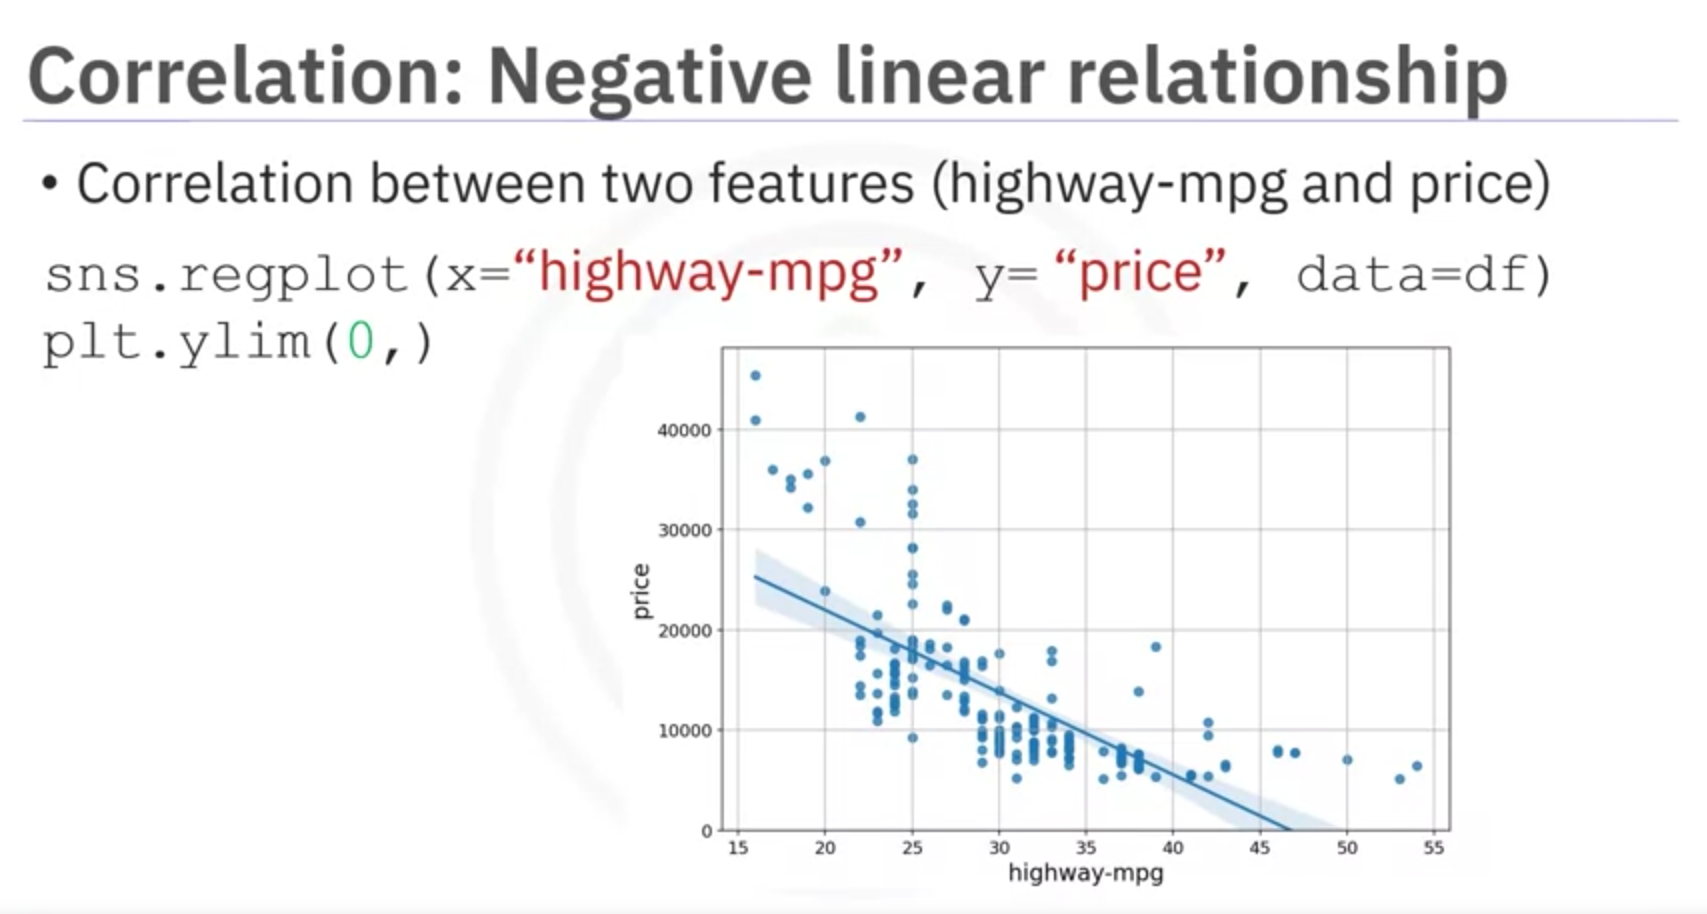 Correlation: Negative linear relationship
• Correlation between two features (highway-mpg and price)
sns.regplot(x=“highway-mpg”, y= “price”, data=df)
plt.ylim(0,)
40000
30000
20000
10000
0
price
15 20 25 30 35 40 45 50 55
highway-mpg